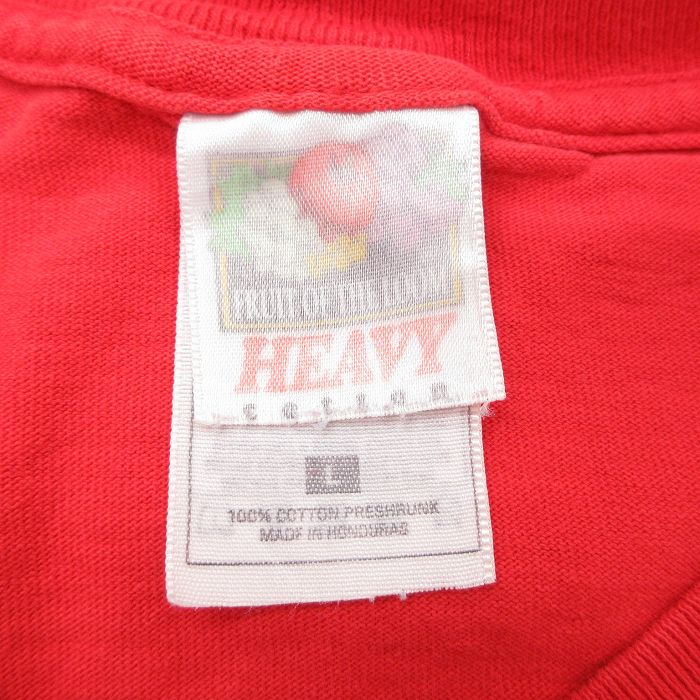 FRUIT OF THE LOOM
HEAVY
COTTON
L
100% COTTON PRESHRUNK
MADE IN HONDURAS